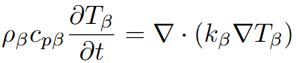 ρ_β c_{pβ} ∂T_β/∂t = ∇ · (k_β ∇T_β)